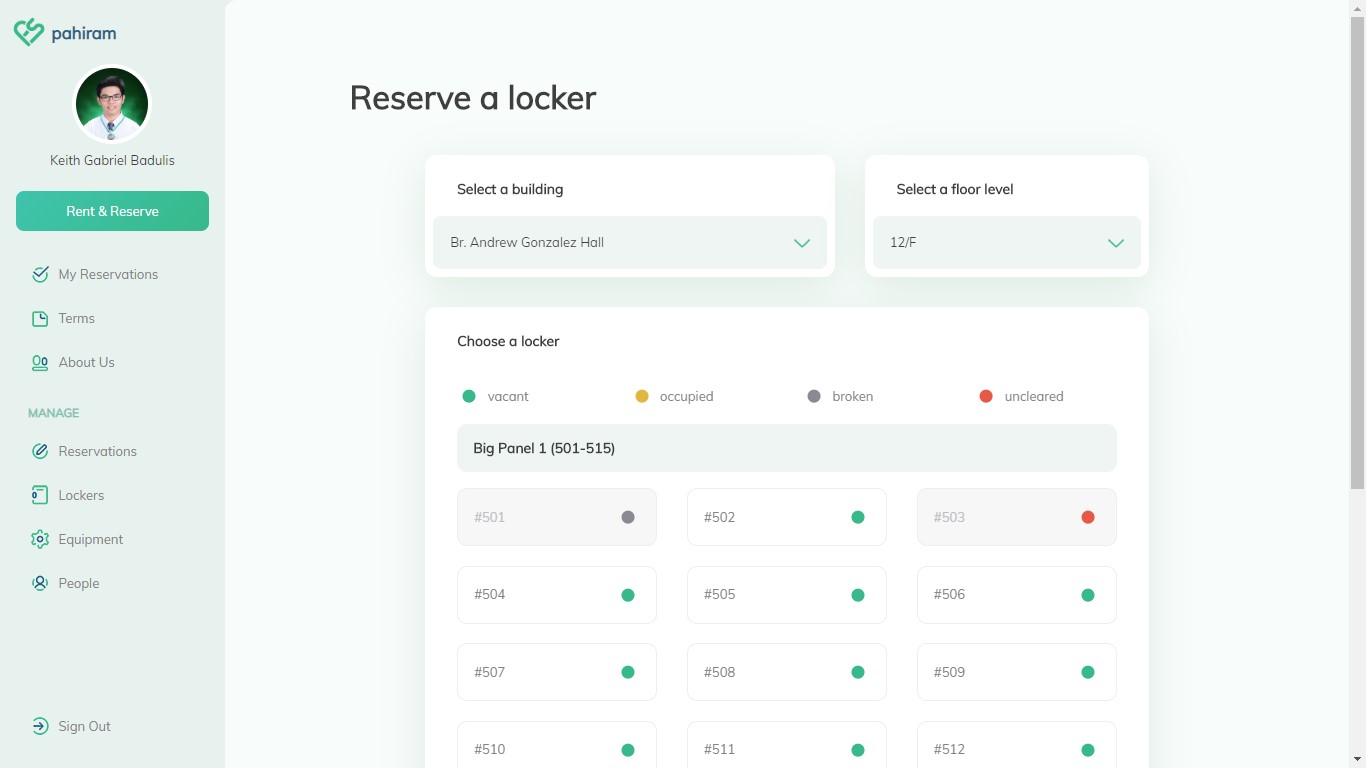 pahiram
Keith Gabriel Badulis
Rent & Reserve
My Reservations
Terms
About Us
MANAGE
Reservations
Lockers
Equipment
People
Sign Out
Reserve a locker
Select a building
Br. Andrew Gonzalez Hall
Select a floor level
12/F
Choose a locker
vacant
occupied
broken
uncleared
Big Panel 1 (501-515)
#501
#502
#503
#504
#505
#506
#507
#508
#509
#510
#511
#512